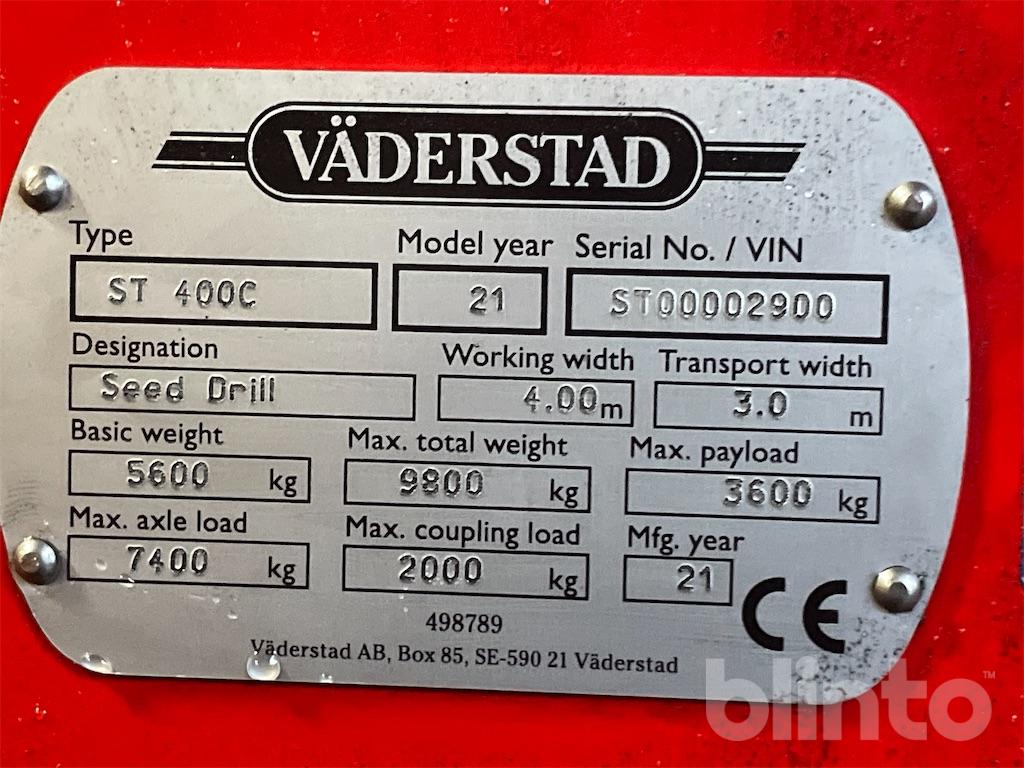 VÄDERSTAD
Type Model year Serial No. / VIN
ST 400C 21 ST00002900
Designation Working width Transport width
Seed Drill 4.00 m 3.0 m
Basic weight Max. total weight Max. payload
5600 kg 9800 kg 3600 kg
Max. axle load Max. coupling load Mfg. year
7400 kg 2000 kg 21
CE
498789
Väderstad AB, Box 85, SE-590 21 Väderstad
blinto™